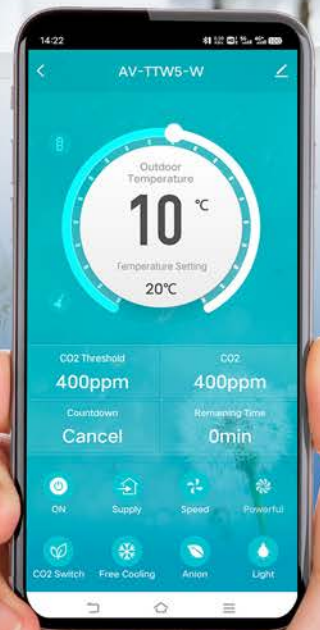 14:22
AV-TTW5-W
Outdoor
Temperature
10 ℃
Temperature Setting
20℃
CO2 Threshold
CO2
400ppm
400ppm
Countdown
Remaining Time
Cancel
0min
ON
Supply
Speed
Powerful
CO2 Switch
Free Cooling
Anion
Light